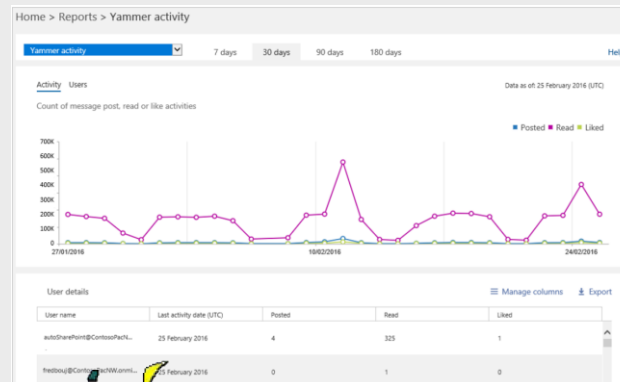 Home > Reports > Yammer activity
Yammer activity 7 days 30 days 90 days 180 days Hel
Activity Users Data as of: 25 February 2016 (UTC)
Count of message post, read or like activities
Posted Read Liked
700K
600K
500K
400K
300K
200K
100K
0
27/01/2016 10/02/2016 24/02/2016
User details Manage columns Export
User name Last activity date (UTC) Posted Read Liked
autoSharePoint@ContosoPacN... 25 February 2016 4 325 1
25 February 2016 0 1 0